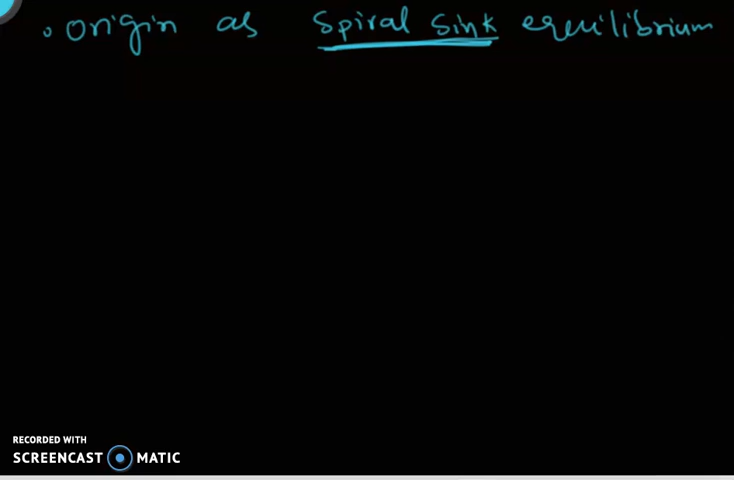 • origin as Spiral Sink equilibrium
RECORDED WITH
SCREENCAST MATIC